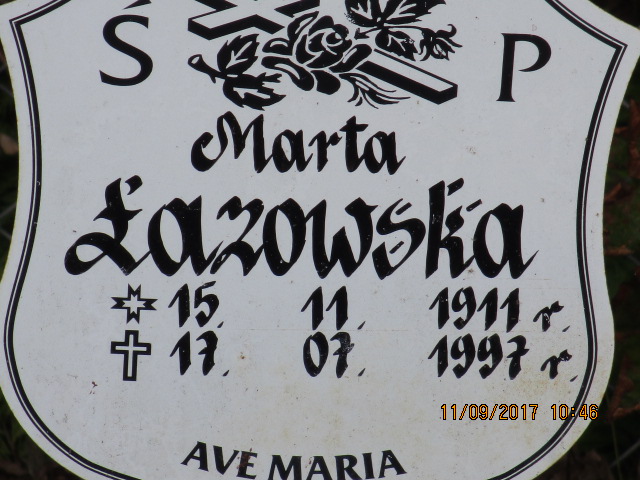 Ś P
Marta
Łazowska
15. 11. 1911 r.
17. 07. 1997 r.
11/09/2017 10:46
AVE MARIA